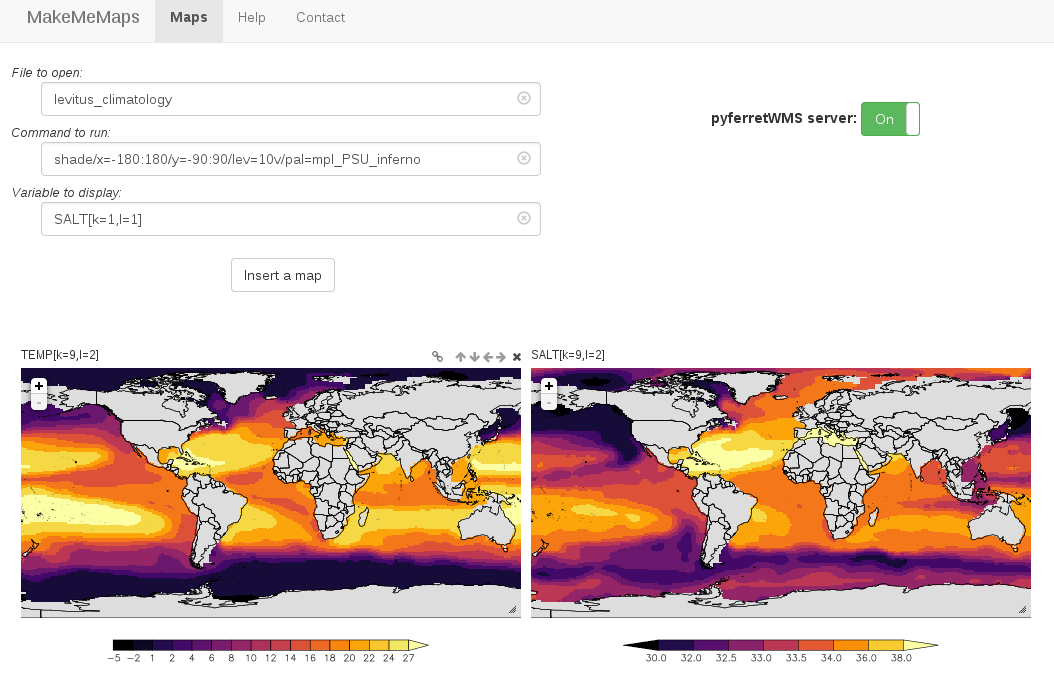 MakeMeMaps Maps Help Contact
File to open:
levitus_climatology
pyferretWMS server: On
Command to run:
shade/x=-180:180/y=-90:90/lev=10v/pal=mpl_PSU_inferno
Variable to display:
SALT[k=1,l=1]
Insert a map
TEMP[k=9,l=2] SALT[k=9,l=2]
+ +
- -
−5 −2 1 2 4 6 8 10 12 14 16 18 20 22 24 27 30.0 32.0 32.5 33.0 33.5 34.0 36.0 38.0